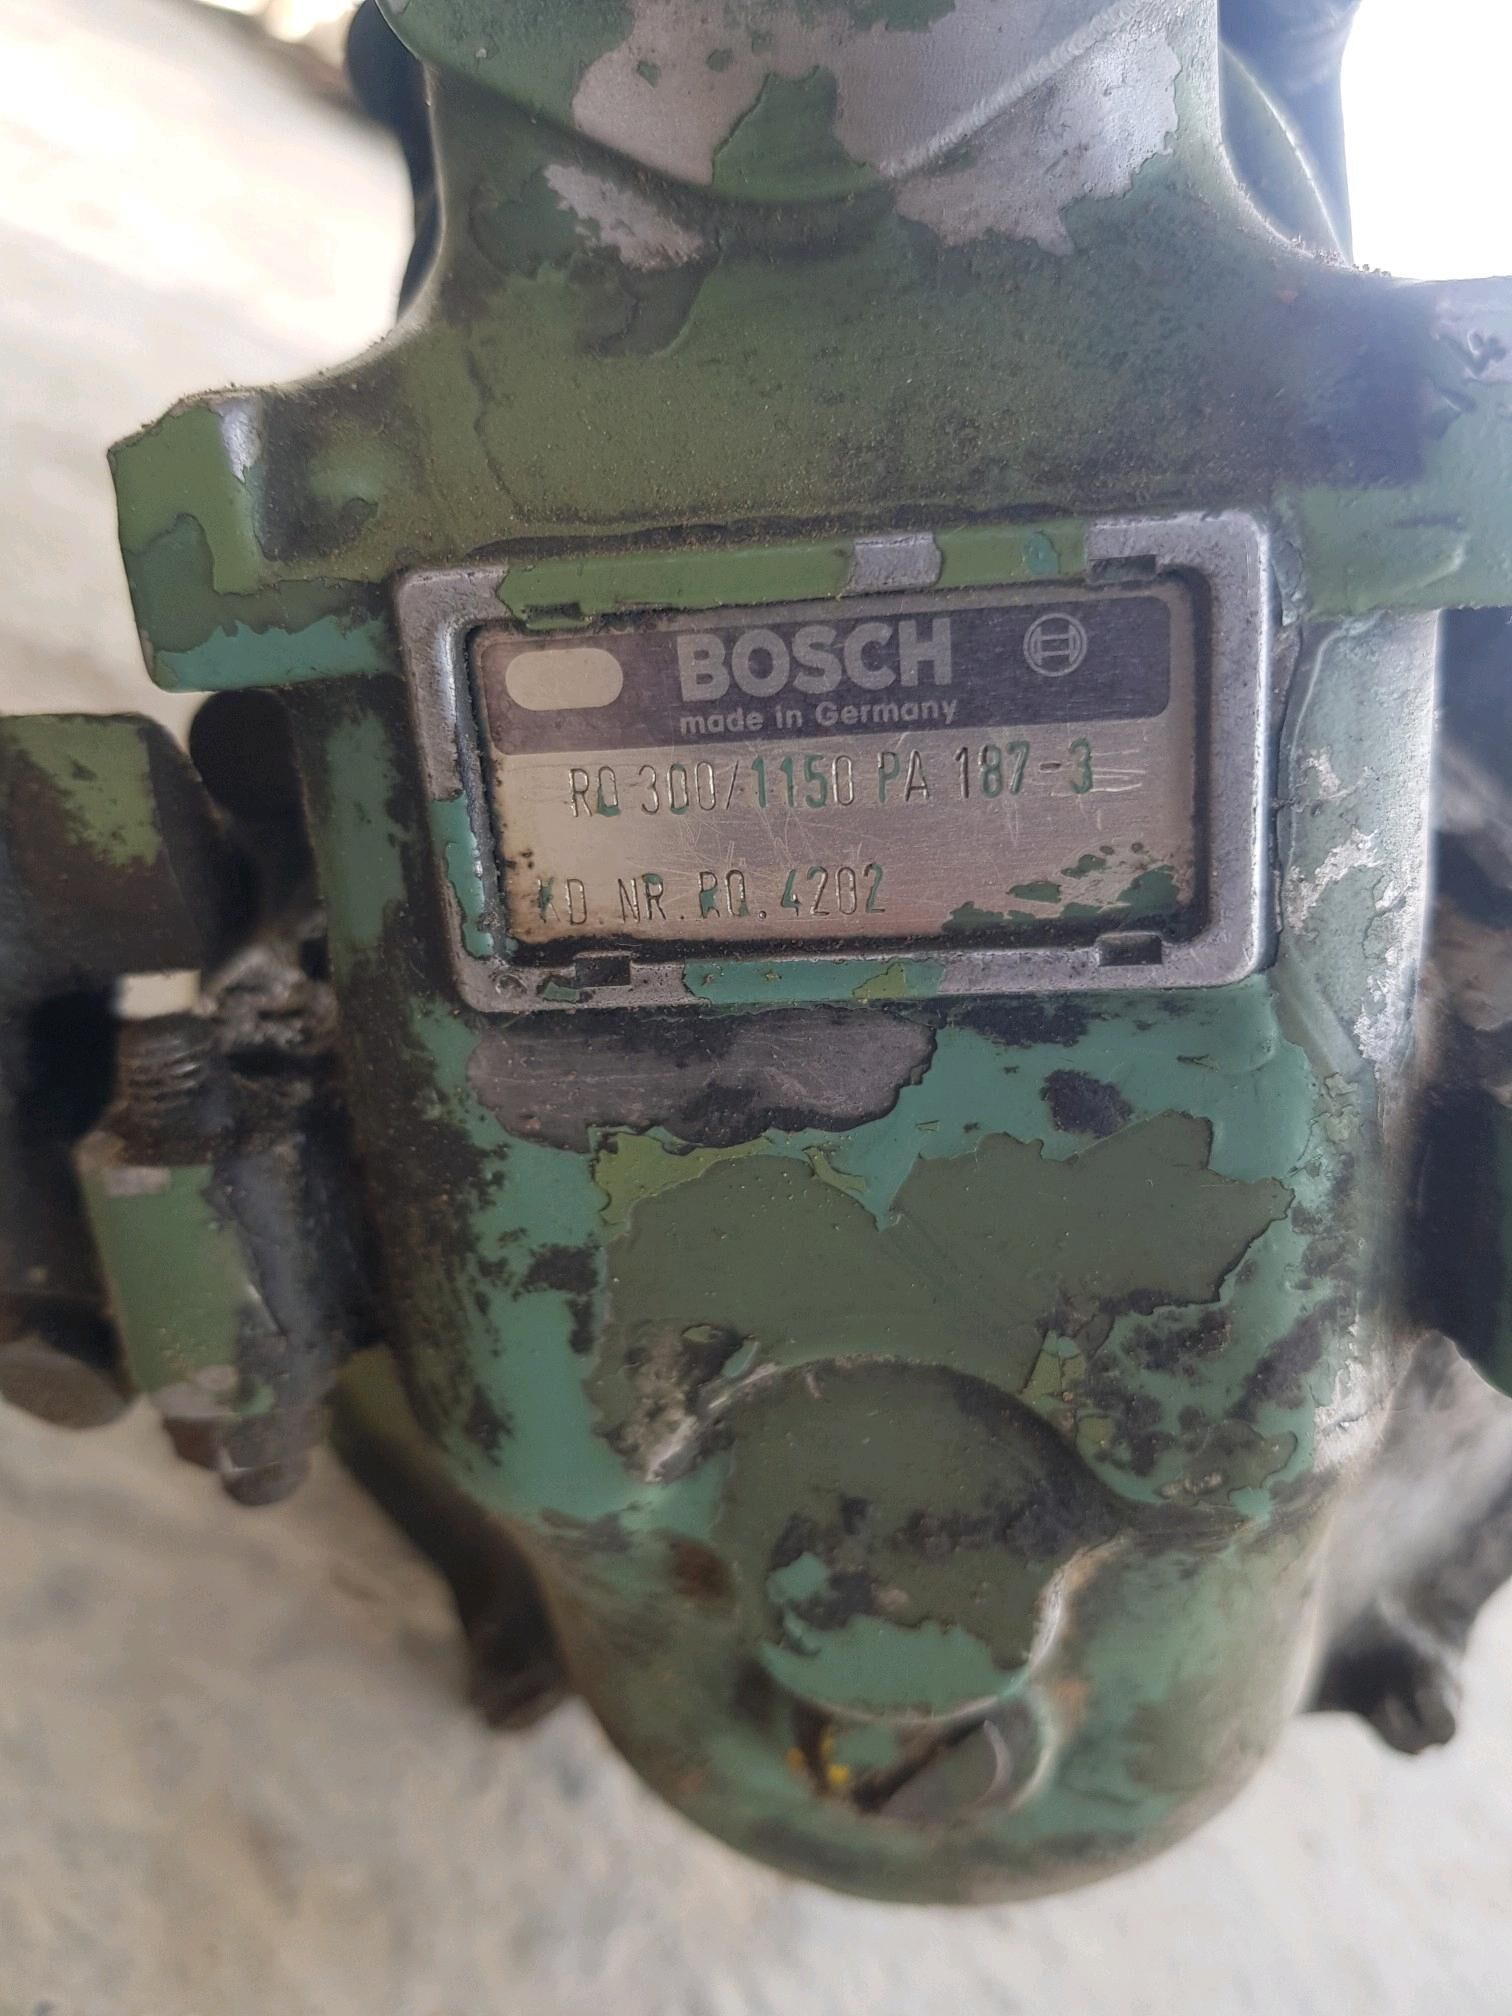 BOSCH
made in Germany
RQ 300/1150 PA 187-3
KD. NR. RQ. 4202